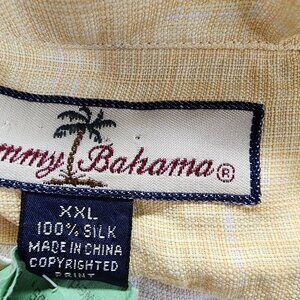 mmy Bahama®
XXL
100% SILK
MADE IN CHINA
COPYRIGHTED
PRINT